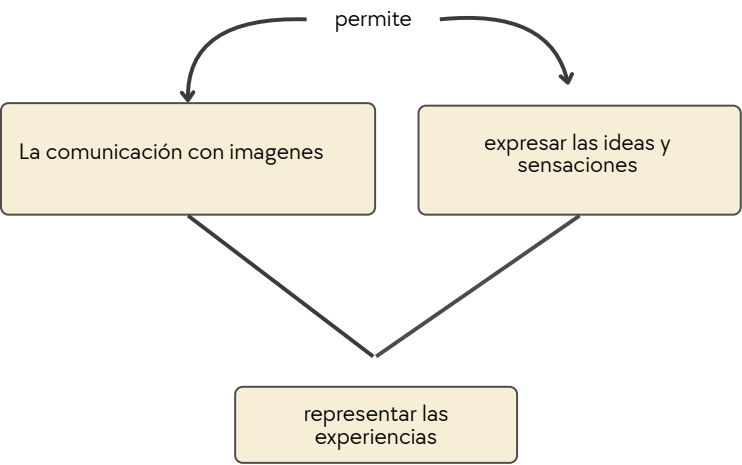 permite
La comunicación con imagenes
expresar las ideas y
sensaciones
representar las
experiencias